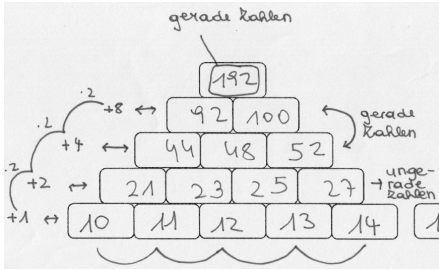 gerade Zahlen
192
·2 +8 ↔ 92 100 gerade Zahlen
·2 +4 ↔ 44 48 52
·2 +2 ↔ 21 23 25 27 → unge-
rade
zahlen
+1 ↔ 10 11 12 13 14 1